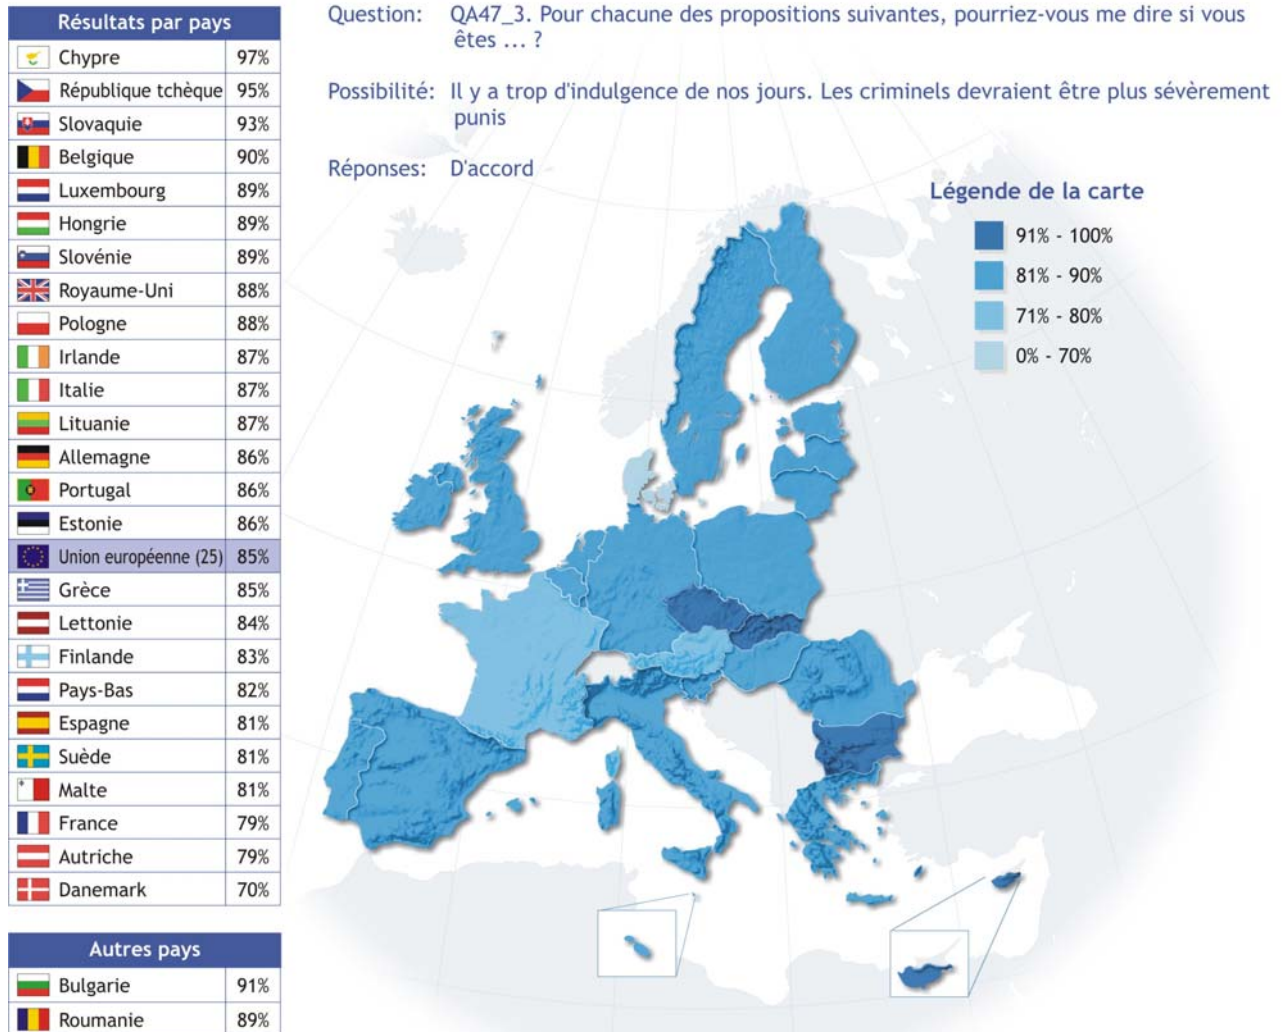 Résultats par pays
Chypre 97%
République tchèque 95%
Slovaquie 93%
Belgique 90%
Luxembourg 89%
Hongrie 89%
Slovénie 89%
Royaume-Uni 88%
Pologne 88%
Irlande 87%
Italie 87%
Lituanie 87%
Allemagne 86%
Portugal 86%
Estonie 86%
Union européenne (25) 85%
Grèce 85%
Lettonie 84%
Finlande 83%
Pays-Bas 82%
Espagne 81%
Suède 81%
Malte 81%
France 79%
Autriche 79%
Danemark 70%
Autres pays
Bulgarie 91%
Roumanie 89%
Question: QA47_3. Pour chacune des propositions suivantes, pourriez-vous me dire si vous
êtes ... ?
Possibilité: Il y a trop d'indulgence de nos jours. Les criminels devraient être plus sévèrement
punis
Réponses: D'accord
Légende de la carte
91% - 100%
81% - 90%
71% - 80%
0% - 70%